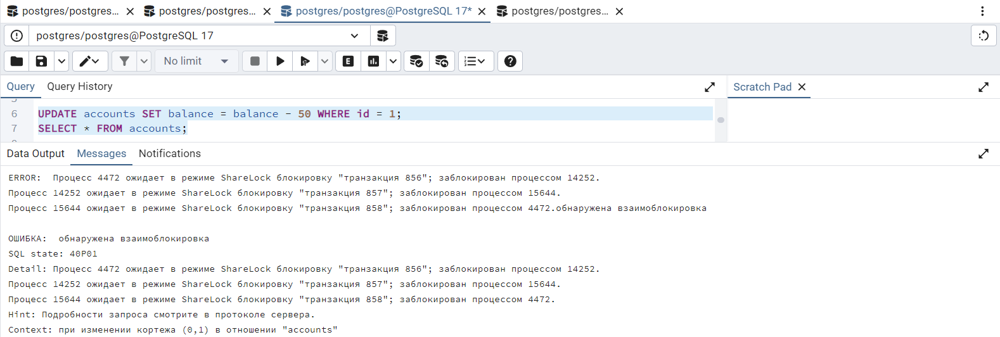 postgres/postgres...
postgres/postgres...
postgres/postgres@PostgreSQL 17*
postgres/postgres...
postgres/postgres@PostgreSQL 17
No limit
E
Query
Query History
Scratch Pad
6
UPDATE accounts SET balance = balance - 50 WHERE id = 1;
7
SELECT * FROM accounts;
Data Output
Messages
Notifications
ERROR:  Процесс 4472 ожидает в режиме ShareLock блокировку "транзакция 856"; заблокирован процессом 14252.
Процесс 14252 ожидает в режиме ShareLock блокировку "транзакция 857"; заблокирован процессом 15644.
Процесс 15644 ожидает в режиме ShareLock блокировку "транзакция 858"; заблокирован процессом 4472.обнаружена взаимоблокировка
ОШИБКА:  обнаружена взаимоблокировка
SQL state: 40P01
Detail: Процесс 4472 ожидает в режиме ShareLock блокировку "транзакция 856"; заблокирован процессом 14252.
Процесс 14252 ожидает в режиме ShareLock блокировку "транзакция 857"; заблокирован процессом 15644.
Процесс 15644 ожидает в режиме ShareLock блокировку "транзакция 858"; заблокирован процессом 4472.
Hint: Подробности запроса смотрите в протоколе сервера.
Context: при изменении кортежа (0,1) в отношении "accounts"